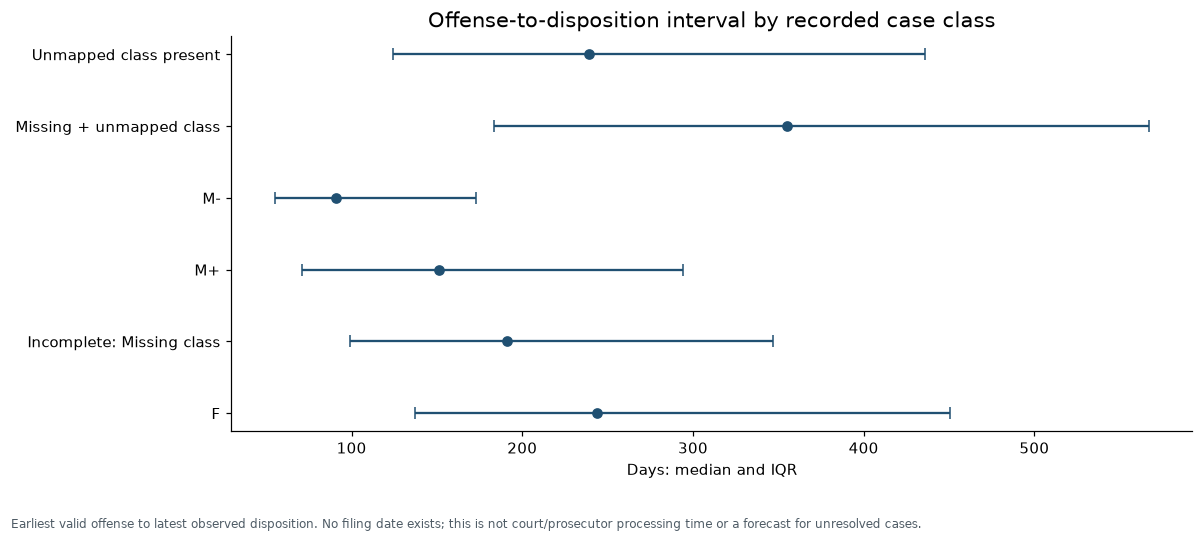 Offense-to-disposition interval by recorded case class
Unmapped class present
Missing + unmapped class
M-
M+
Incomplete: Missing class
F
100 200 300 400 500
Days: median and IQR
Earliest valid offense to latest observed disposition. No filing date exists; this is not court/prosecutor processing time or a forecast for unresolved cases.